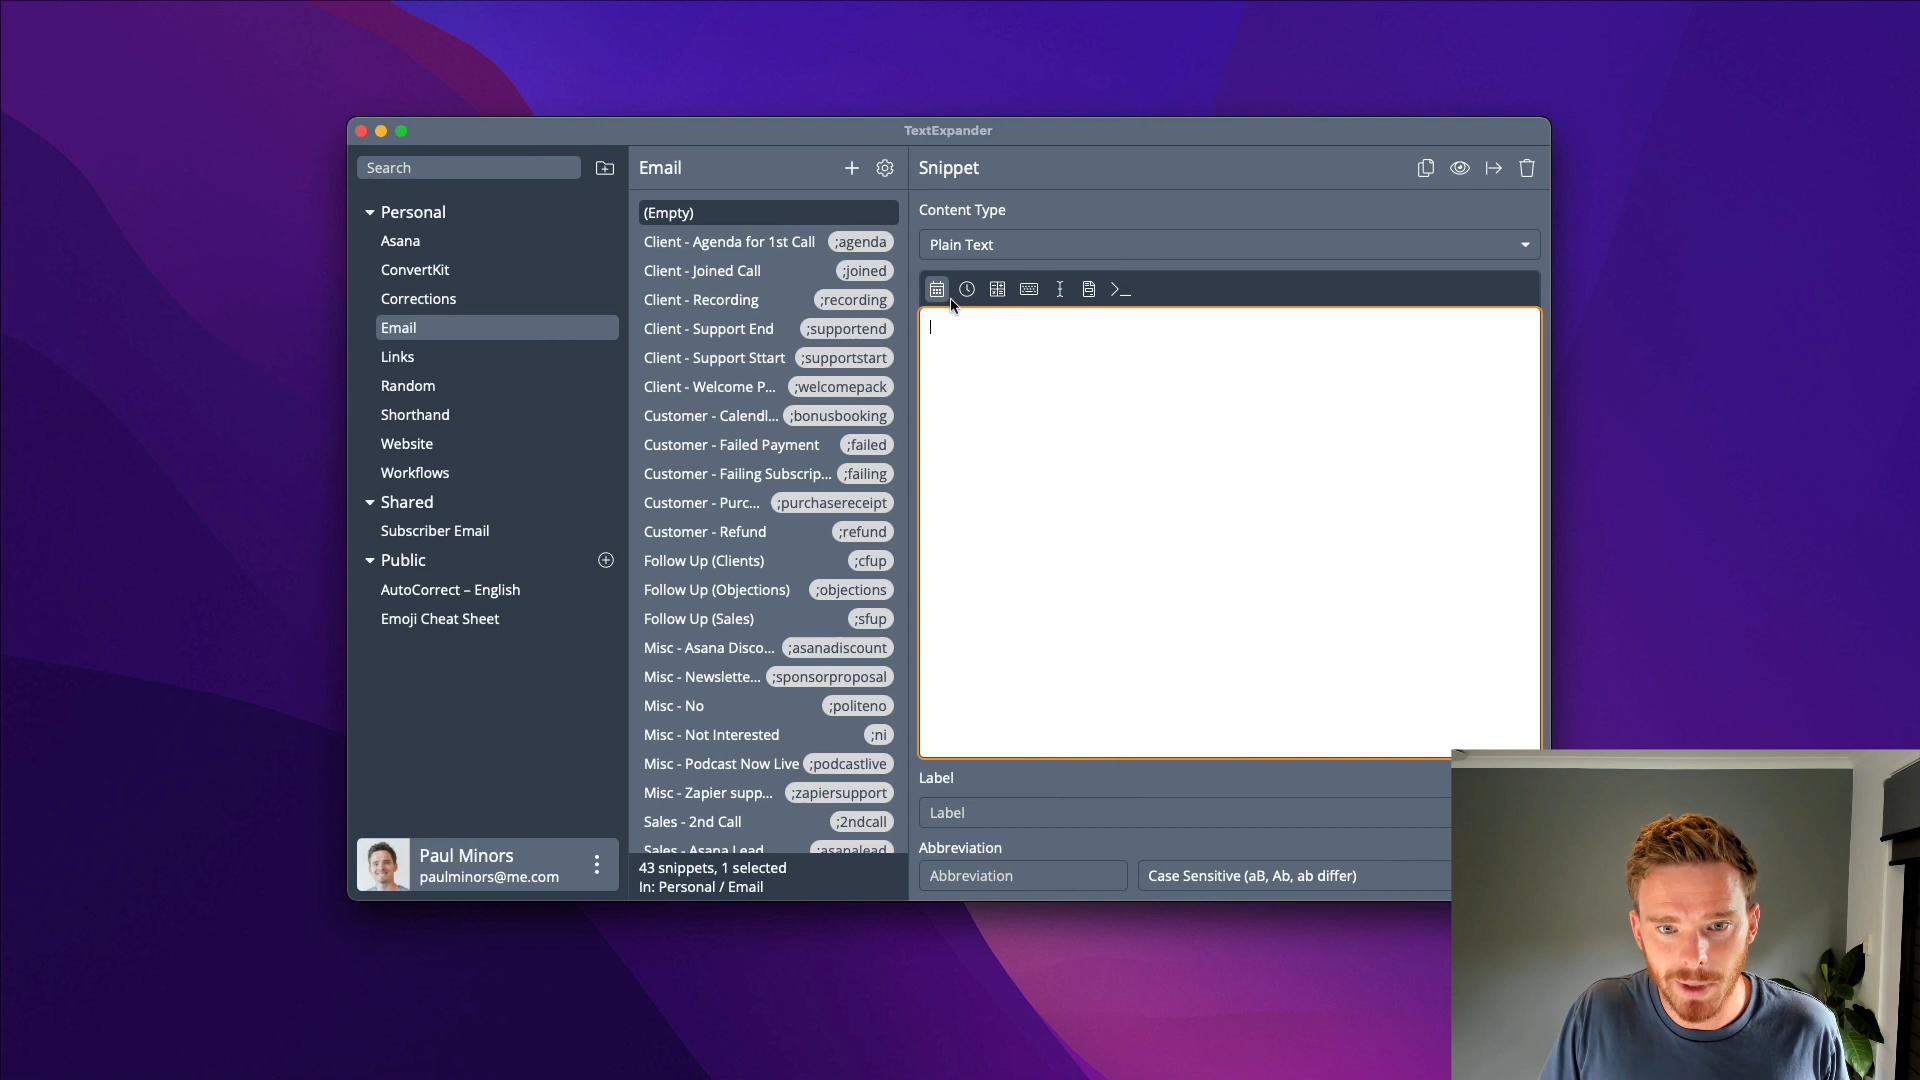 TextExpander
Search
Personal
Asana
ConvertKit
Corrections
Email
Links
Random
Shorthand
Website
Workflows
Shared
Subscriber Email
Public
AutoCorrect – English
Emoji Cheat Sheet
Paul Minors
paulminors@me.com
Email
(Empty)
Client - Agenda for 1st Call ;agenda
Client - Joined Call ;joined
Client - Recording ;recording
Client - Support End ;supportend
Client - Support Sttart ;supportstart
Client - Welcome P... ;welcomepack
Customer - Calendl... ;bonusbooking
Customer - Failed Payment ;failed
Customer - Failing Subscrip... ;failing
Customer - Purc... ;purchasereceipt
Customer - Refund ;refund
Follow Up (Clients) ;cfup
Follow Up (Objections) ;objections
Follow Up (Sales) ;sfup
Misc - Asana Disco... ;asanadiscount
Misc - Newslette... ;sponsorproposal
Misc - No ;politeno
Misc - Not Interested ;ni
Misc - Podcast Now Live ;podcastlive
Misc - Zapier supp... ;zapiersupport
Sales - 2nd Call ;2ndcall
Sales - Asana Lead ;asanalead
43 snippets, 1 selected
In: Personal / Email
Snippet
Content Type
Plain Text
Label
Label
Abbreviation
Abbreviation
Case Sensitive (aB, Ab, ab differ)